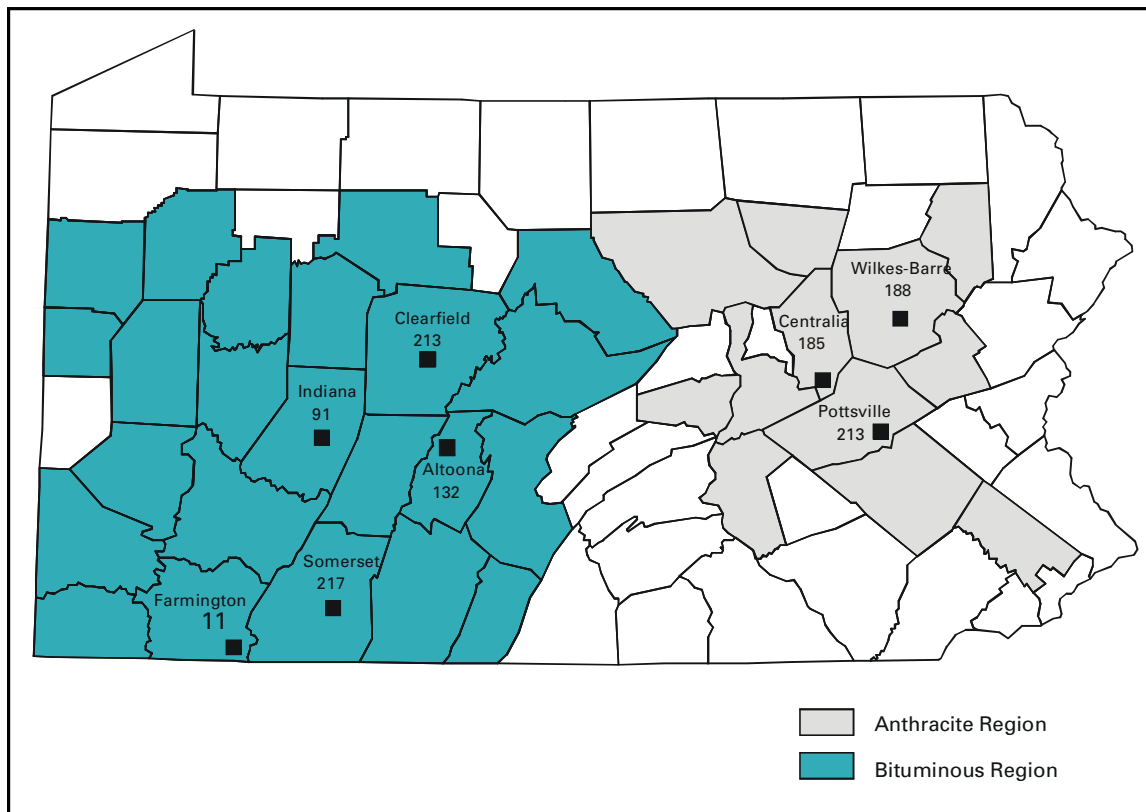 Wilkes-Barre
188
Centralia
185
Clearfield
213
Indiana
91
Pottsville
213
Altoona
132
Somerset
217
Farmington
11
Anthracite Region
Bituminous Region